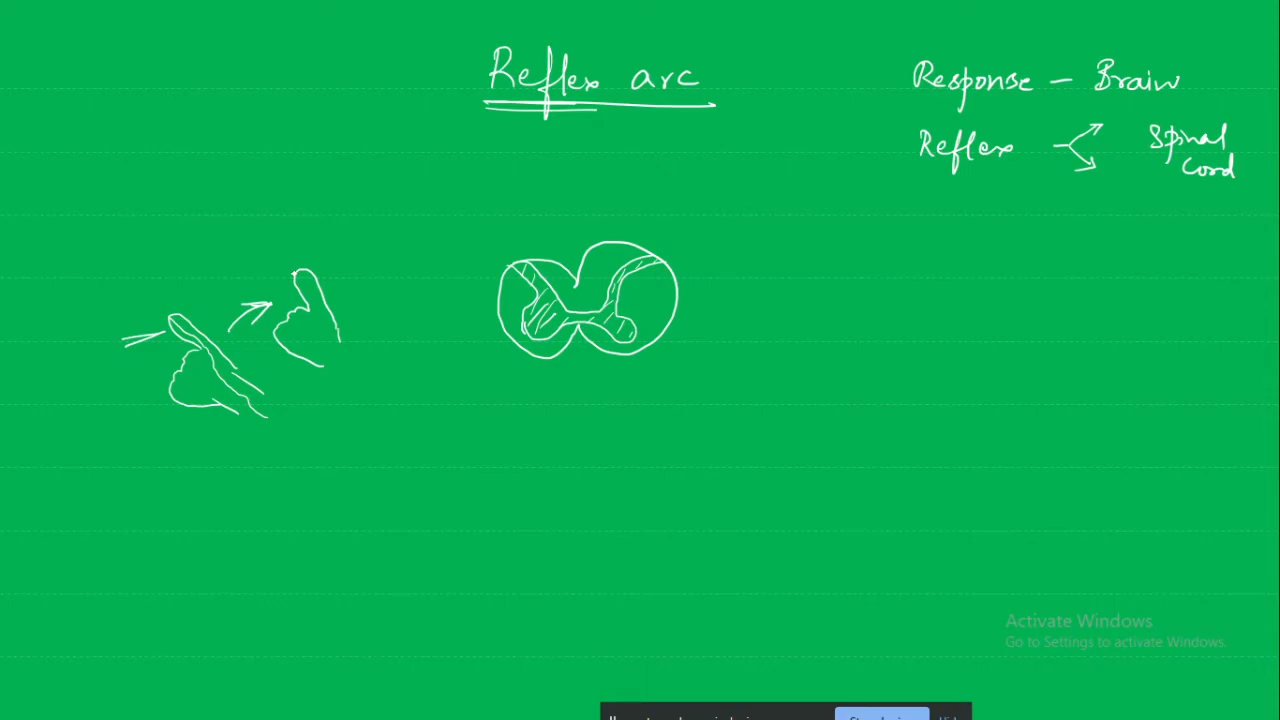 Reflex arc
Response - Brain
Reflex
Spinal
Cord
Activate Windows
Go to Settings to activate Windows.